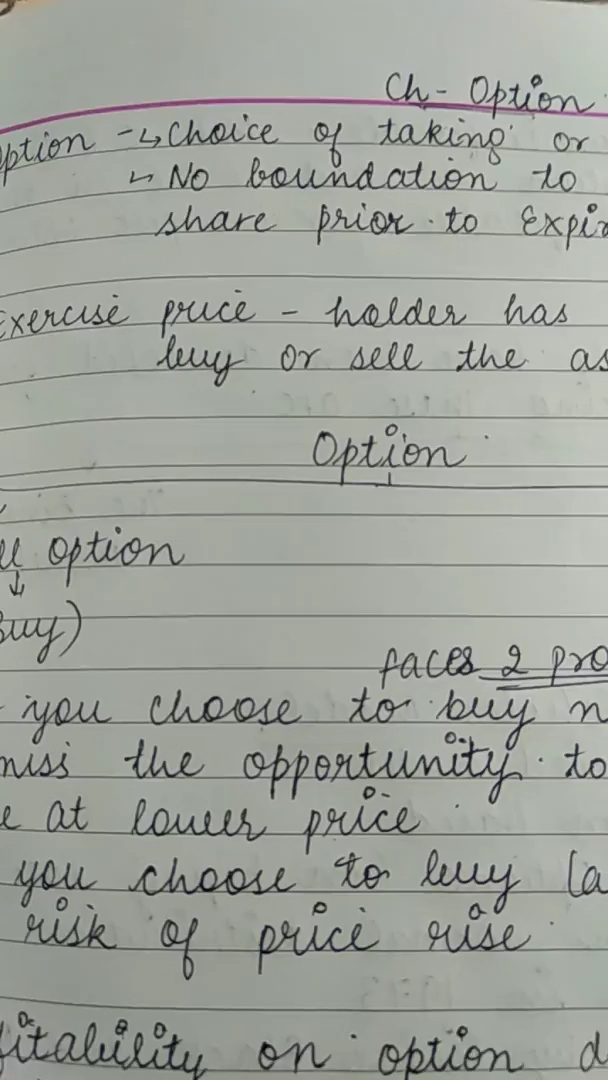 Ch- Option
ption -↳ Choice of taking or
↳ No boundation to
share prior to Expi
Exercise price - holder has
buy or sell the as
Option
ll option
↓
Buy)
faces 2 pro
you choose to buy n
miss the opportunity to
e at lower price
you choose to buy la
risk of price rise
fitability on option d